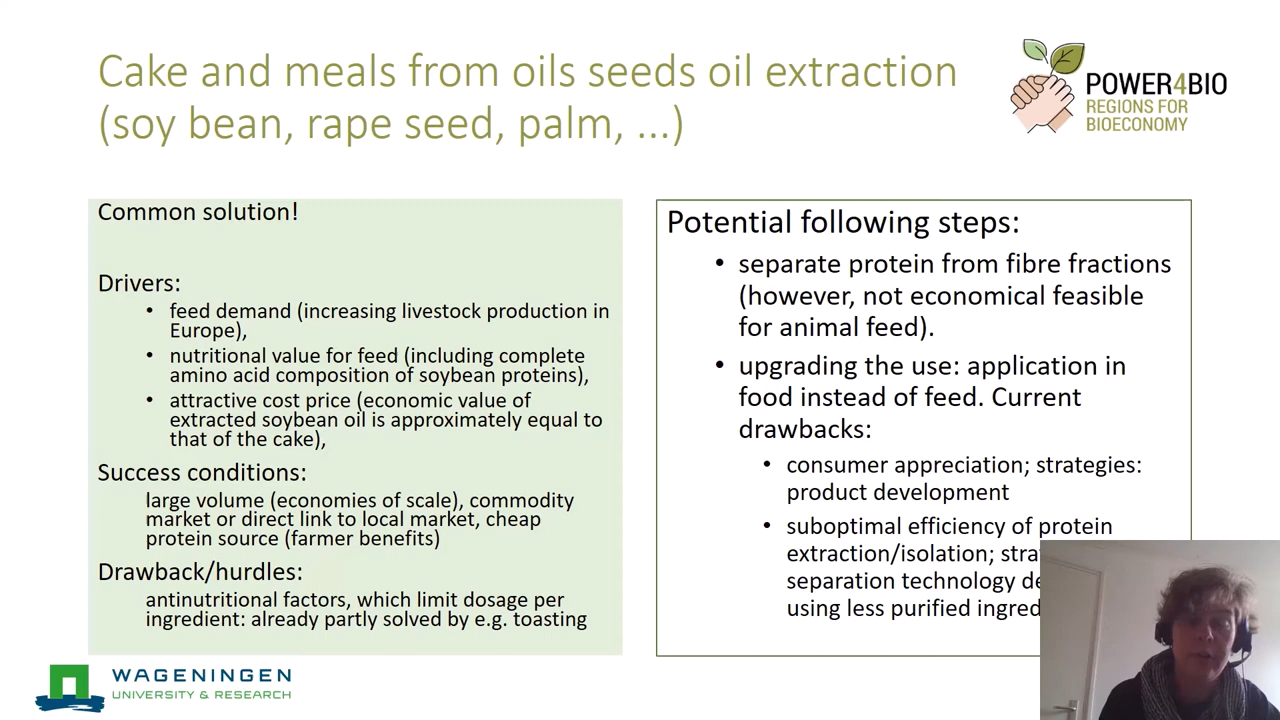 Cake and meals from oils seeds oil extraction
(soy bean, rape seed, palm, ...)
POWER4BIO
REGIONS FOR
BIOECONOMY
Common solution!
Drivers:
• feed demand (increasing livestock production in
Europe),
• nutritional value for feed (including complete
amino acid composition of soybean proteins),
• attractive cost price (economic value of
extracted soybean oil is approximately equal to
that of the cake),
Success conditions:
large volume (economies of scale), commodity
market or direct link to local market, cheap
protein source (farmer benefits)
Drawback/hurdles:
antinutritional factors, which limit dosage per
ingredient: already partly solved by e.g. toasting
Potential following steps:
• separate protein from fibre fractions
(however, not economical feasible
for animal feed).
• upgrading the use: application in
food instead of feed. Current
drawbacks:
• consumer appreciation; strategies:
product development
• suboptimal efficiency of protein
extraction/isolation;
separation technology
using less purified
WAGENINGEN
UNIVERSITY & RESEARCH